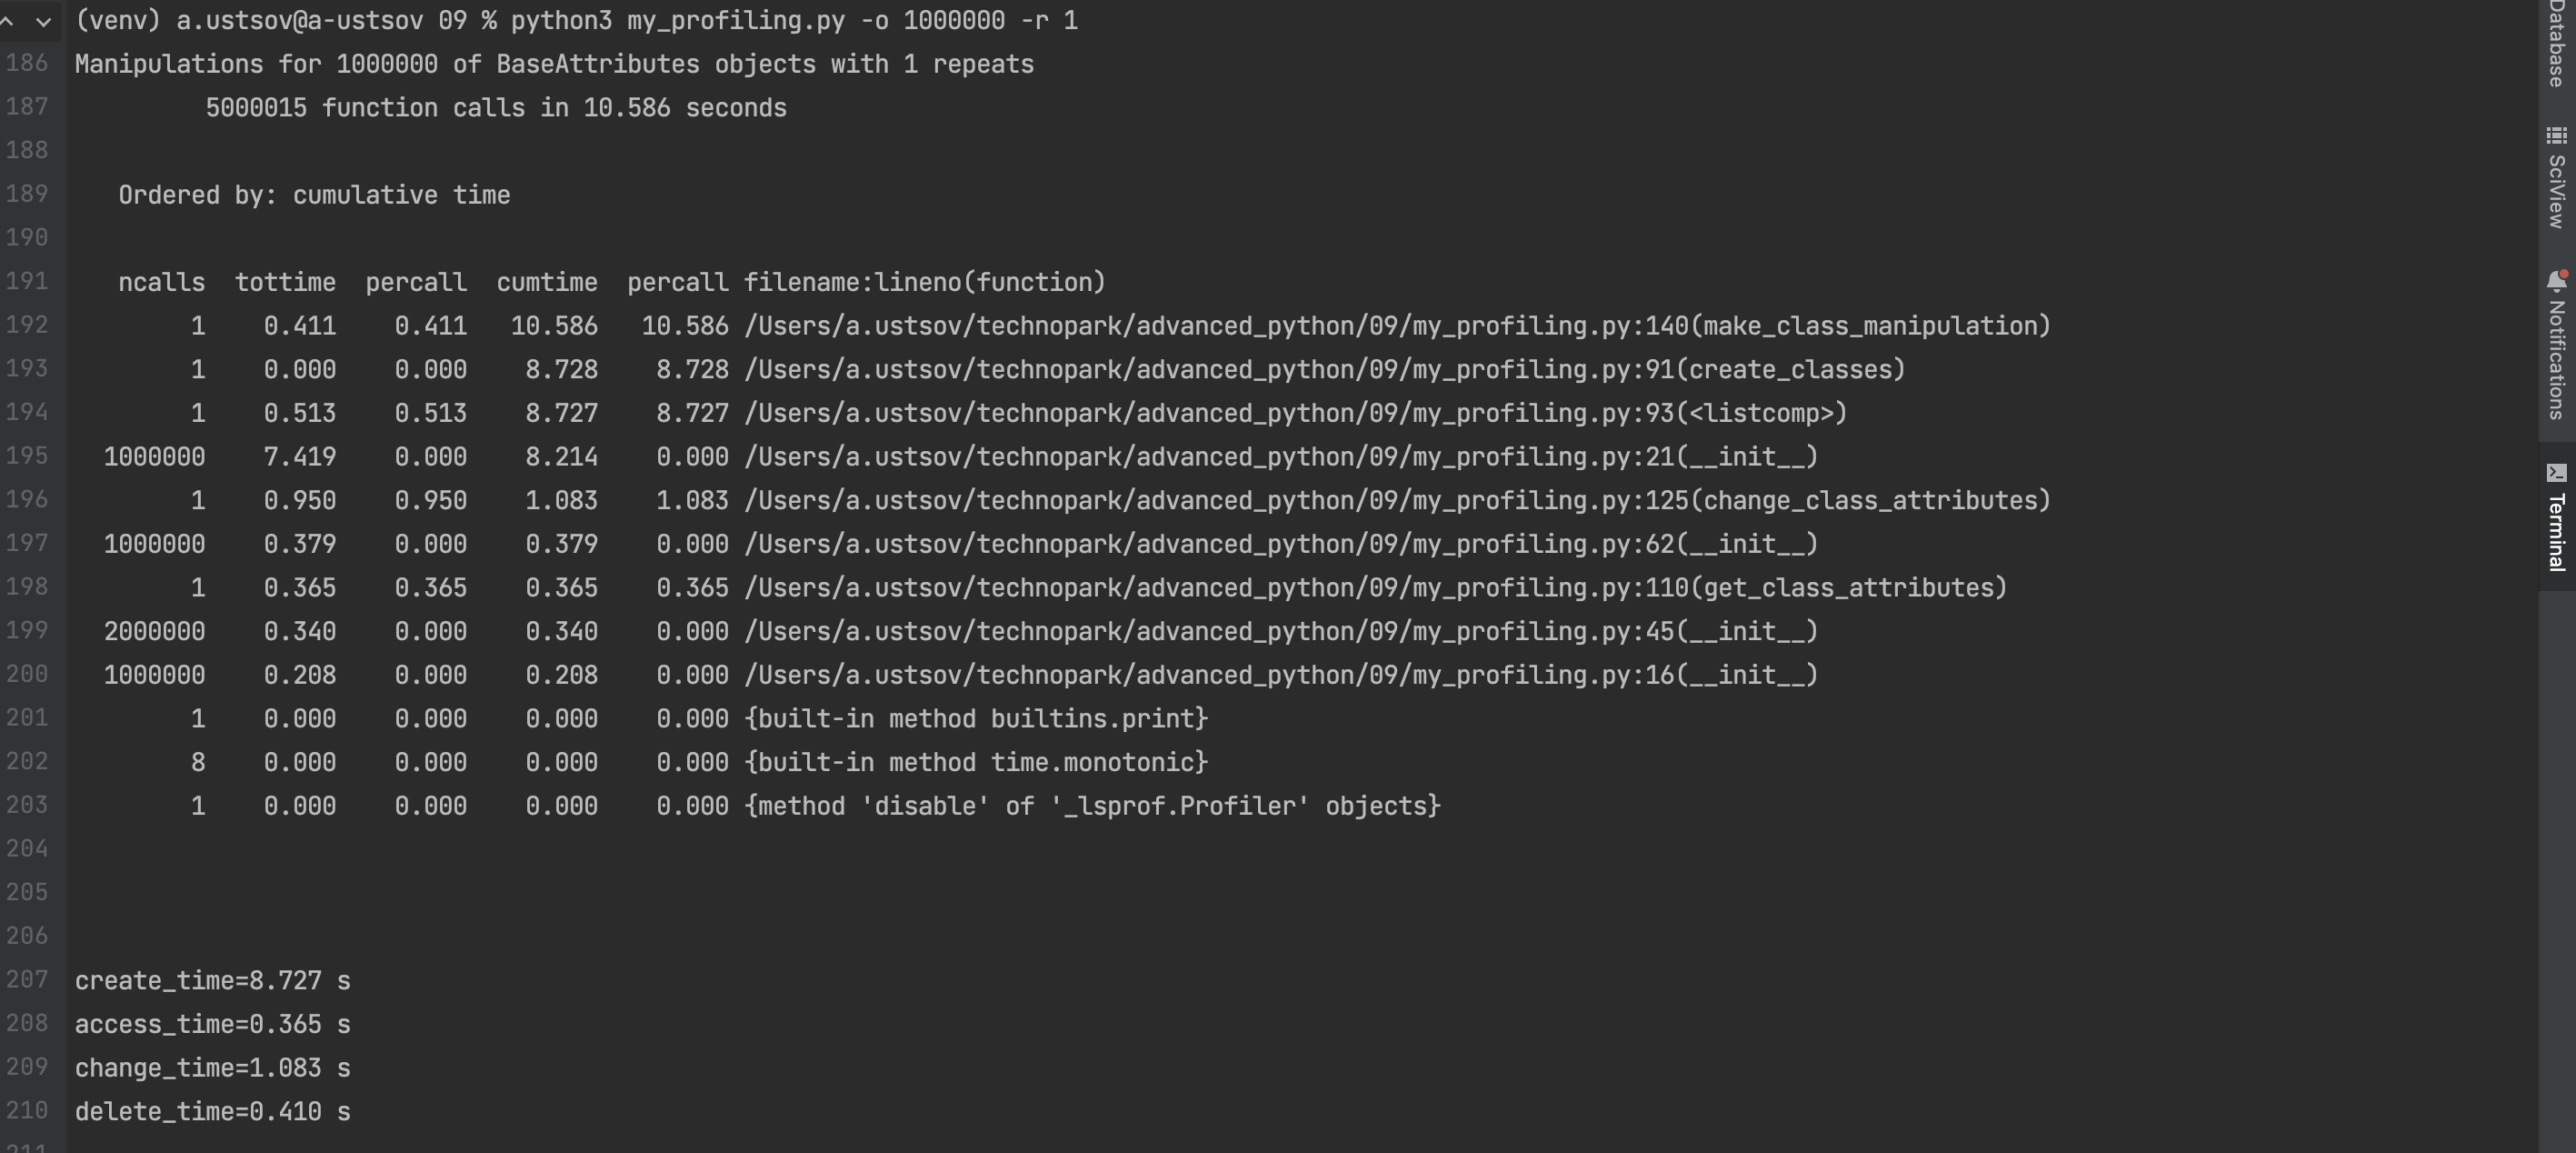 (venv) a.ustsov@a-ustsov 09 % python3 my_profiling.py -o 1000000 -r 1
186 Manipulations for 1000000 of BaseAttributes objects with 1 repeats
187          5000015 function calls in 10.586 seconds
188
189    Ordered by: cumulative time
190
191    ncalls  tottime  percall  cumtime  percall filename:lineno(function)
192         1    0.411    0.411   10.586   10.586 /Users/a.ustsov/technopark/advanced_python/09/my_profiling.py:140(make_class_manipulation)
193         1    0.000    0.000    8.728    8.728 /Users/a.ustsov/technopark/advanced_python/09/my_profiling.py:91(create_classes)
194         1    0.513    0.513    8.727    8.727 /Users/a.ustsov/technopark/advanced_python/09/my_profiling.py:93(<listcomp>)
195   1000000    7.419    0.000    8.214    0.000 /Users/a.ustsov/technopark/advanced_python/09/my_profiling.py:21(__init__)
196         1    0.950    0.950    1.083    1.083 /Users/a.ustsov/technopark/advanced_python/09/my_profiling.py:125(change_class_attributes)
197   1000000    0.379    0.000    0.379    0.000 /Users/a.ustsov/technopark/advanced_python/09/my_profiling.py:62(__init__)
198         1    0.365    0.365    0.365    0.365 /Users/a.ustsov/technopark/advanced_python/09/my_profiling.py:110(get_class_attributes)
199   2000000    0.340    0.000    0.340    0.000 /Users/a.ustsov/technopark/advanced_python/09/my_profiling.py:45(__init__)
200   1000000    0.208    0.000    0.208    0.000 /Users/a.ustsov/technopark/advanced_python/09/my_profiling.py:16(__init__)
201         1    0.000    0.000    0.000    0.000 {built-in method builtins.print}
202         8    0.000    0.000    0.000    0.000 {built-in method time.monotonic}
203         1    0.000    0.000    0.000    0.000 {method 'disable' of '_lsprof.Profiler' objects}
204
205
206
207 create_time=8.727 s
208 access_time=0.365 s
209 change_time=1.083 s
210 delete_time=0.410 s
211
Database
SciView
Notifications
Terminal